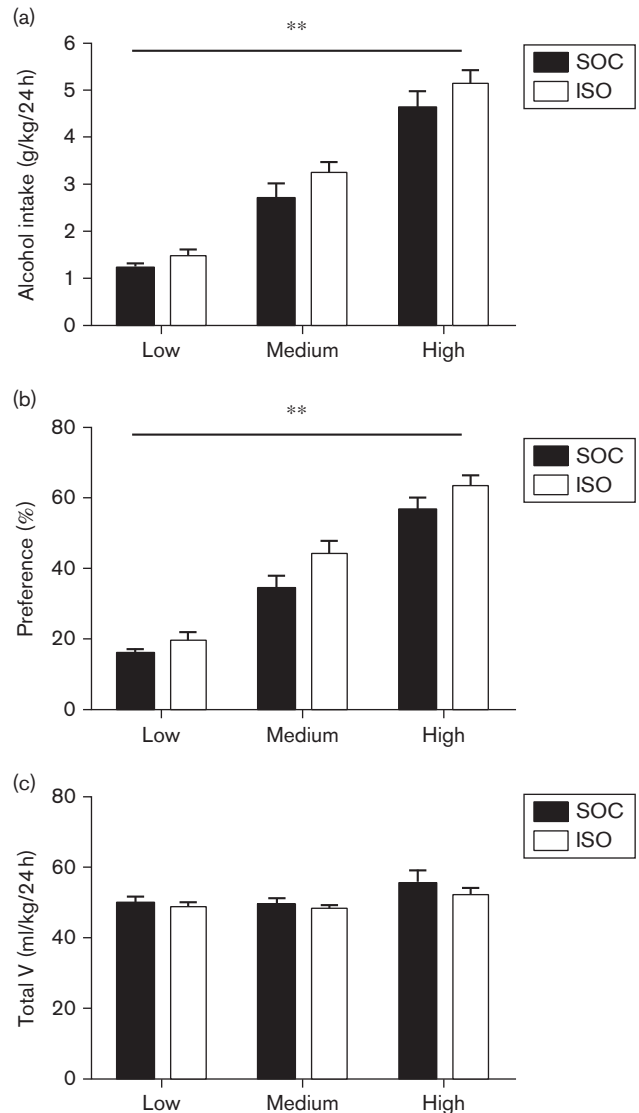 (a)
**
6
5
4
3
2
1
0
Alcohol intake (g/kg/24 h)
Low Medium High
SOC
ISO
(b)
**
80
60
40
20
0
Preference (%)
Low Medium High
SOC
ISO
(c)
80
60
40
20
0
Total V (ml/kg/24 h)
Low Medium High
SOC
ISO